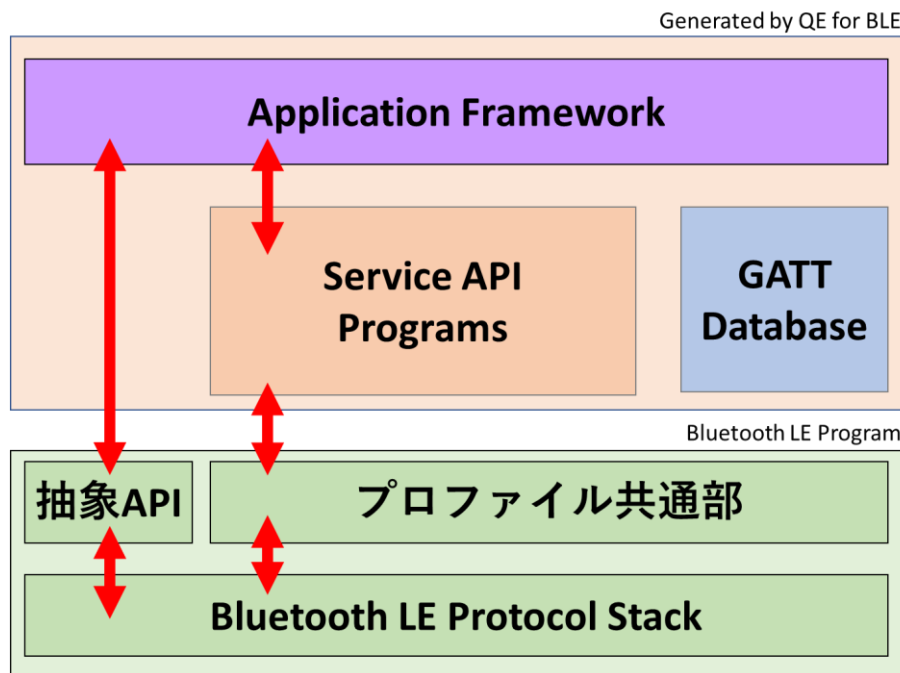 Generated by QE for BLE
Application Framework
Service API
Programs
GATT
Database
Bluetooth LE Program
抽象API
プロファイル共通部
Bluetooth LE Protocol Stack